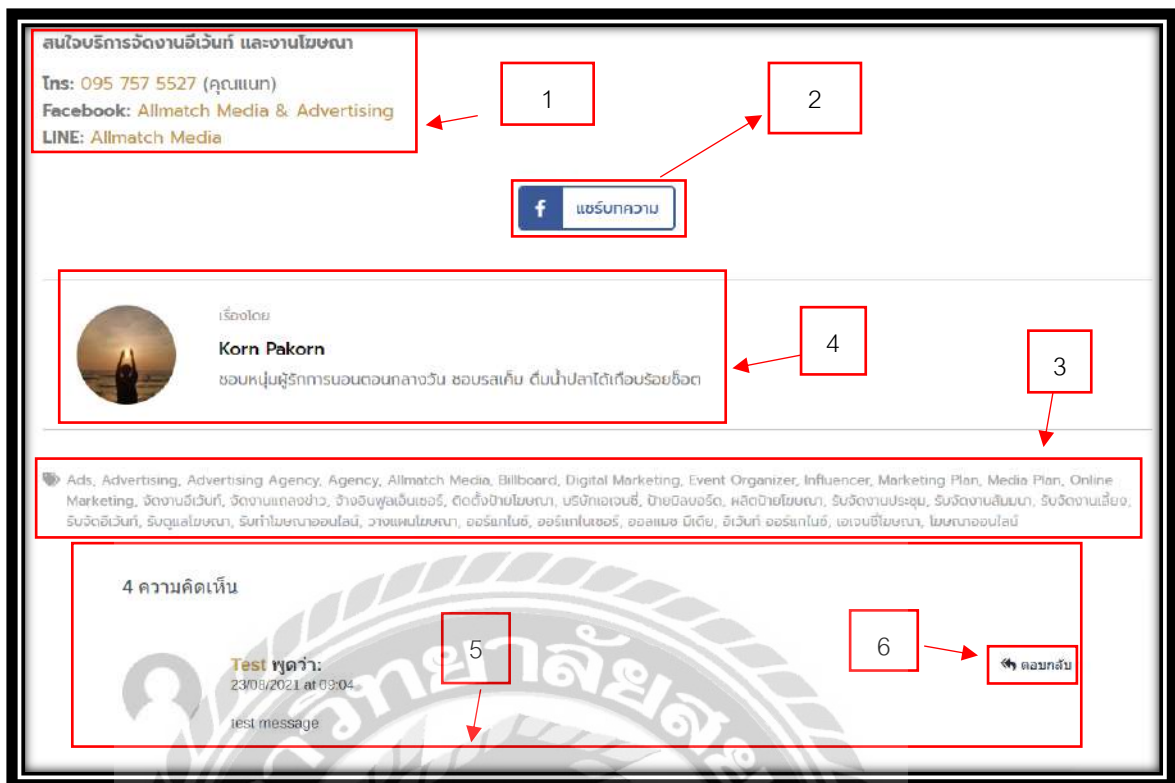 สนใจบริการจัดงานอีเว้นท์ และงานโฆษณา
โทร: 095 757 5527 (คุณแนท)
Facebook: Allmatch Media & Advertising
LINE: Allmatch Media
1
2
f แชร์บทความ
เรื่องโดย
Korn Pakorn
ชอบหนุ่มผู้รักการนอนตอนกลางวัน ชอบรสเค็ม ดื่มน้ำปลาได้เกือบร้อยช็อต
4
3
Ads, Advertising, Advertising Agency, Agency, Allmatch Media, Billboard, Digital Marketing, Event Organizer, Influencer, Marketing Plan, Media Plan, Online
Marketing, จัดงานอีเว้นท์, จัดงานแถลงข่าว, จ้างอินฟูลเอ็นเซอร์, ติดตั้งป้ายโฆษณา, บริษัทเอเจนซี่, ป้ายบิลบอร์ด, ผลิตป้ายโฆษณา, รับจัดงานประชุม, รับจัดงานสัมมนา, รับจัดงานเลี้ยง,
รับจัดอีเว้นท์, รับดูแลโฆษณา, รับทำโฆษณาออนไลน์, วางแผนโฆษณา, ออร์แกไนซ์, ออร์แกไนเซอร์, ออลแมช มีเดีย, อีเว้นท์ ออร์แกไนซ์, เอเจนซี่โฆษณา, โฆษณาออนไลน์
4 ความคิดเห็น
5
6
Test พูดว่า:
23/08/2021 at 09:04
ตอบกลับ
test message